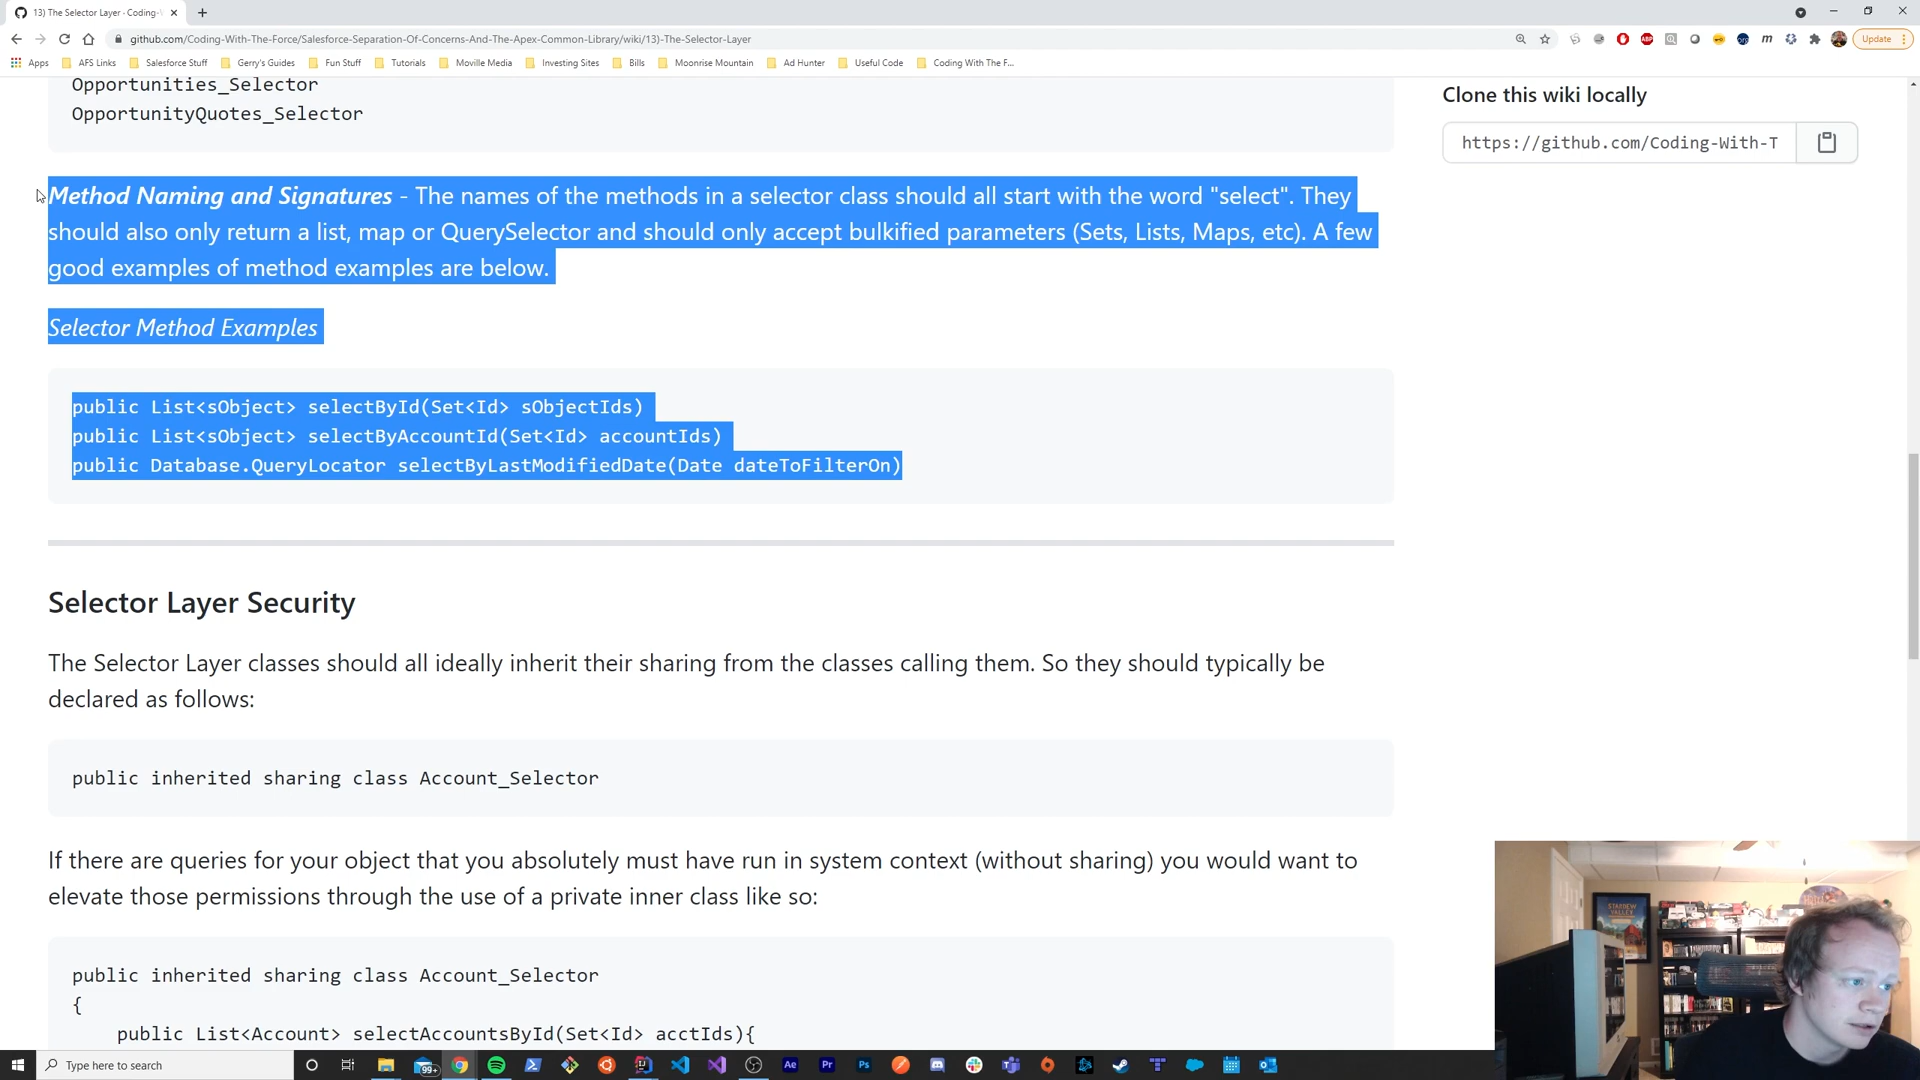 13) The Selector Layer · Coding-W
github.com/Coding-With-The-Force/Salesforce-Separation-Of-Concerns-And-The-Apex-Common-Library/wiki/13)-The-Selector-Layer
Update
Apps AFS Links Salesforce Stuff Gerry's Guides Fun Stuff Tutorials Moville Media Investing Sites Bills Moonrise Mountain Ad Hunter Useful Code Coding With The F...
Opportunities_Selector
OpportunityQuotes_Selector
Clone this wiki locally
https://github.com/Coding-With-T
Method Naming and Signatures - The names of the methods in a selector class should all start with the word "select". They
should also only return a list, map or QuerySelector and should only accept bulkified parameters (Sets, Lists, Maps, etc). A few
good examples of method examples are below.
Selector Method Examples
public List<sObject> selectById(Set<Id> sObjectIds)
public List<sObject> selectByAccountId(Set<Id> accountIds)
public Database.QueryLocator selectByLastModifiedDate(Date dateToFilterOn)
Selector Layer Security
The Selector Layer classes should all ideally inherit their sharing from the classes calling them. So they should typically be
declared as follows:
public inherited sharing class Account_Selector
If there are queries for your object that you absolutely must have run in system context (without sharing) you would want to
elevate those permissions through the use of a private inner class like so:
public inherited sharing class Account_Selector
{
public List<Account> selectAccountsById(Set<Id> acctIds){
STARDEW
VALLEY
Type here to search
99+
Ae
Pr
Ps